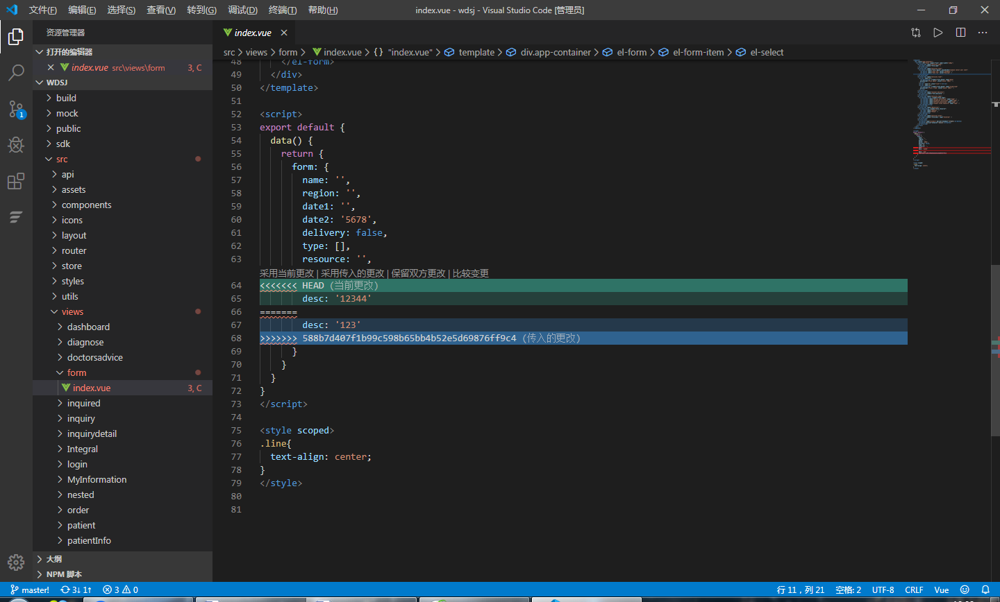 文件(F) 编辑(E) 选择(S) 查看(V) 转到(G) 调试(D) 终端(T) 帮助(H) index.vue - wdsj - Visual Studio Code [管理员]
资源管理器
打开的编辑器
index.vue src\views\form 3, C
WDSJ
build
mock
public
sdk
src
api
assets
components
icons
layout
router
store
styles
utils
views
dashboard
diagnose
doctorsadvice
form
index.vue 3, C
inquired
inquiry
inquirydetail
Integral
login
MyInformation
nested
order
patient
patientInfo
大纲
NPM 脚本
1
index.vue
src > views > form > index.vue > {} "index.vue" > template > div.app-container > el-form > el-form-item > el-select
48 </el-form>
49 </div>
50 </template>
51
52 <script>
53 export default {
54 data() {
55 return {
56 form: {
57 name: '',
58 region: '',
59 date1: '',
60 date2: '5678',
61 delivery: false,
62 type: [],
63 resource: '',
采用当前更改 | 采用传入的更改 | 保留双方更改 | 比较变更
64 <<<<<<< HEAD (当前更改)
65 desc: '12344'
66 =======
67 desc: '123'
68 >>>>>>> 588b7d407f1b99c598b65bb4b52e5d69876ff9c4 (传入的更改)
69 }
70 }
71 }
72 }
73 </script>
74
75 <style scoped>
76 .line{
77 text-align: center;
78 }
79 </style>
80
81
master! 3↓ 1↑ 3 0 行 11，列 21 空格: 2 UTF-8 CRLF Vue